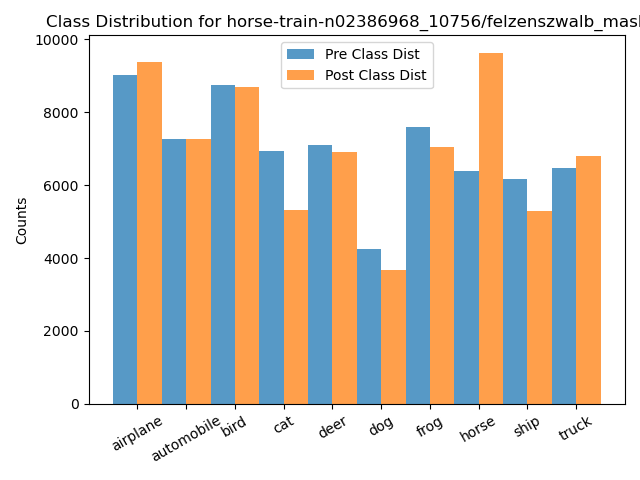 Class Distribution for horse-train-n02386968_10756/felzenszwalb_mas
Pre Class Dist
Post Class Dist
Counts
10000
8000
6000
4000
2000
0
airplane
automobile
bird
cat
deer
dog
frog
horse
ship
truck